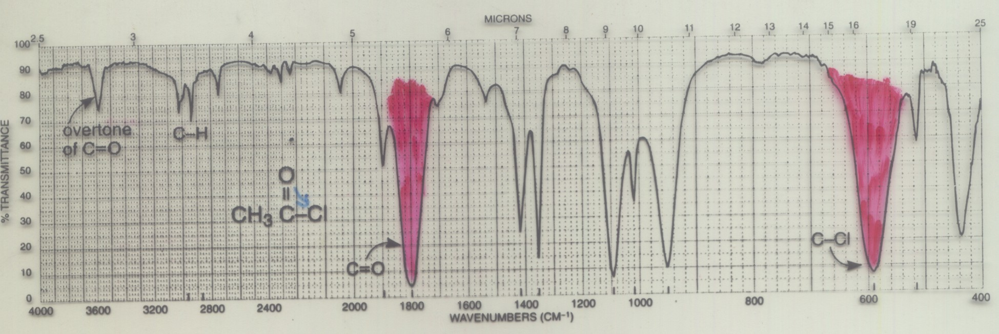 MICRONS
2.5 3 4 5 6 7 8 9 10 11 12 13 14 15 16 19 25
% TRANSMITTANCE
100
90
80
70
60
50
40
30
20
10
0
overtone
of C=O
C–H
O
CH3 C–Cl
C=O
C–Cl
4000 3600 3200 2800 2400 2000 1800 1600 1400 1200 1000 800 600 400
WAVENUMBERS (CM⁻¹)